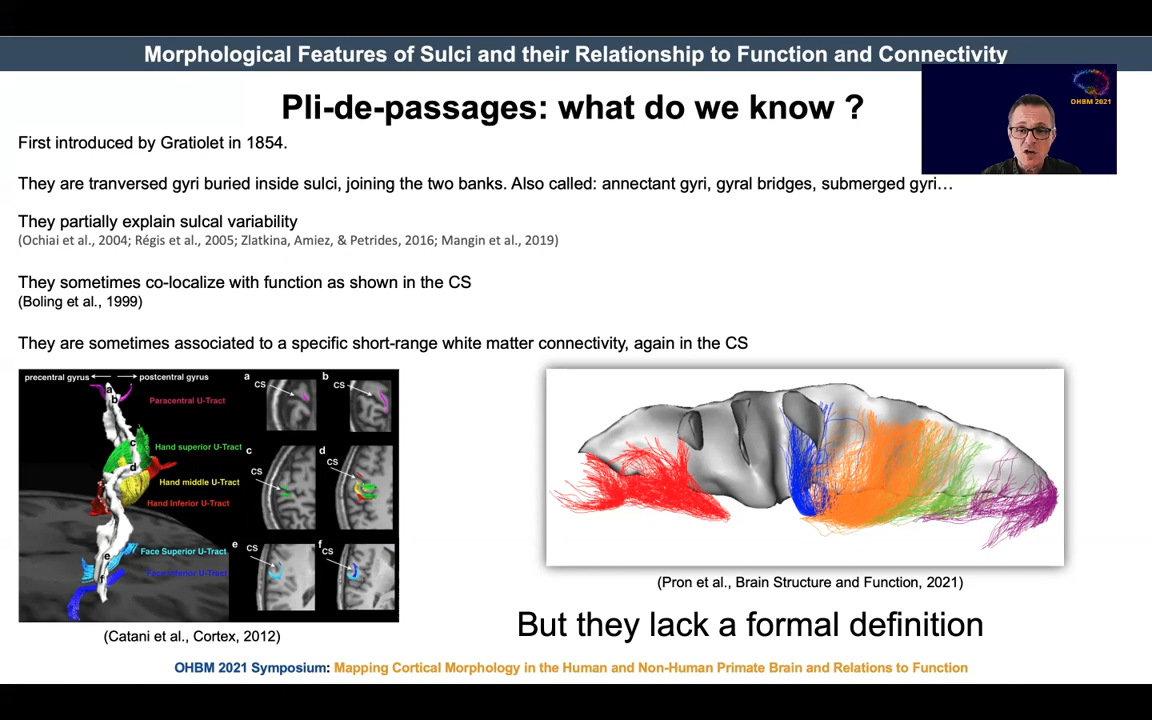 Morphological Features of Sulci and their Relationship to Function and Connectivity
OHBM 2021
Pli-de-passages: what do we know ?
First introduced by Gratiolet in 1854.
They are tranversed gyri buried inside sulci, joining the two banks. Also called: annectant gyri, gyral bridges, submerged gyri…
They partially explain sulcal variability
(Ochiai et al., 2004; Régis et al., 2005; Zlatkina, Amiez, & Petrides, 2016; Mangin et al., 2019)
They sometimes co-localize with function as shown in the CS
(Boling et al., 1999)
They are sometimes associated to a specific short-range white matter connectivity, again in the CS
precentral gyrus
postcentral gyrus
a
b
c
d
e
f
Paracentral U-Tract
Hand superior U-Tract
Hand middle U-Tract
Hand Inferior U-Tract
Face Superior U-Tract
Face Inferior U-Tract
a
CS
b
CS
c
CS
d
CS
e
CS
f
CS
(Catani et al., Cortex, 2012)
(Pron et al., Brain Structure and Function, 2021)
But they lack a formal definition
OHBM 2021 Symposium: Mapping Cortical Morphology in the Human and Non-Human Primate Brain and Relations to Function